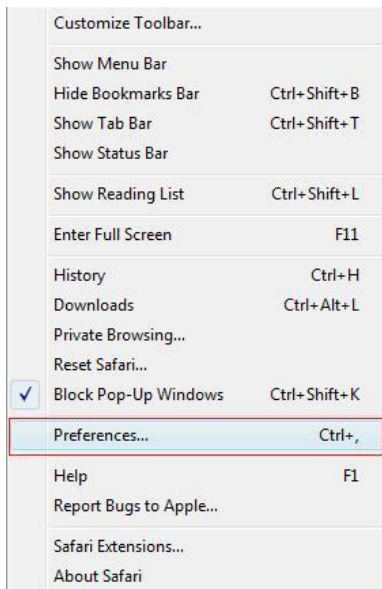 Customize Toolbar...
Show Menu Bar
Hide Bookmarks Bar Ctrl+Shift+B
Show Tab Bar Ctrl+Shift+T
Show Status Bar
Show Reading List Ctrl+Shift+L
Enter Full Screen F11
History Ctrl+H
Downloads Ctrl+Alt+L
Private Browsing...
Reset Safari...
Block Pop-Up Windows Ctrl+Shift+K
Preferences... Ctrl+,
Help F1
Report Bugs to Apple...
Safari Extensions...
About Safari